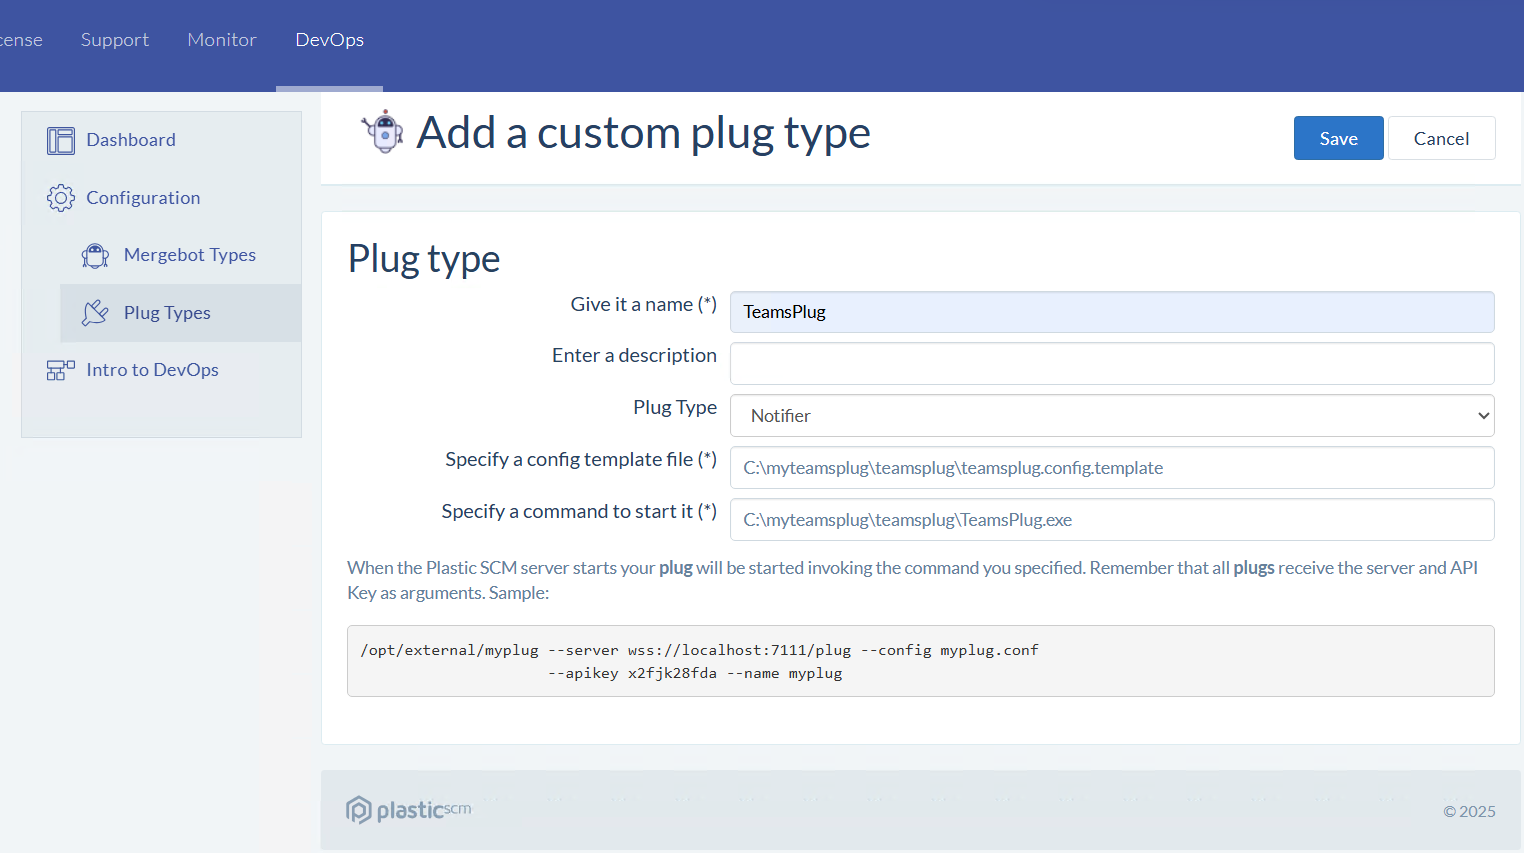 cense Support Monitor DevOps
Dashboard
Configuration
Mergebot Types
Plug Types
Intro to DevOps
Add a custom plug type
Save Cancel
Plug type
Give it a name (*) TeamsPlug
Enter a description
Plug Type Notifier
Specify a config template file (*) C:\myteamsplug\teamsplug\teamsplug.config.template
Specify a command to start it (*) C:\myteamsplug\teamsplug\TeamsPlug.exe
When the Plastic SCM server starts your plug will be started invoking the command you specified. Remember that all plugs receive the server and API
Key as arguments. Sample:
/opt/external/myplug --server wss://localhost:7111/plug --config myplug.conf
--apikey x2fjk28fda --name myplug
plastic scm
© 2025